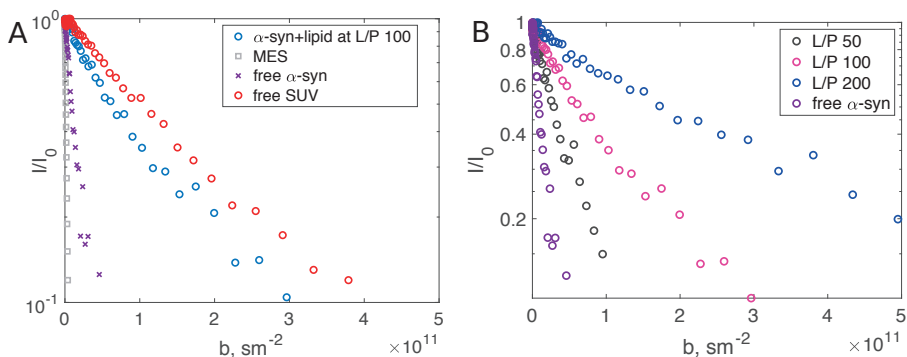 A
I/I0
10^0
10^-1
0
1
2
3
4
5
b, sm^-2
×10^11
α-syn+lipid at L/P 100
MES
free α-syn
free SUV
B
I/I0
1
0.8
0.6
0.4
0.2
0
1
2
3
4
5
b, sm^-2
×10^11
L/P 50
L/P 100
L/P 200
free α-syn